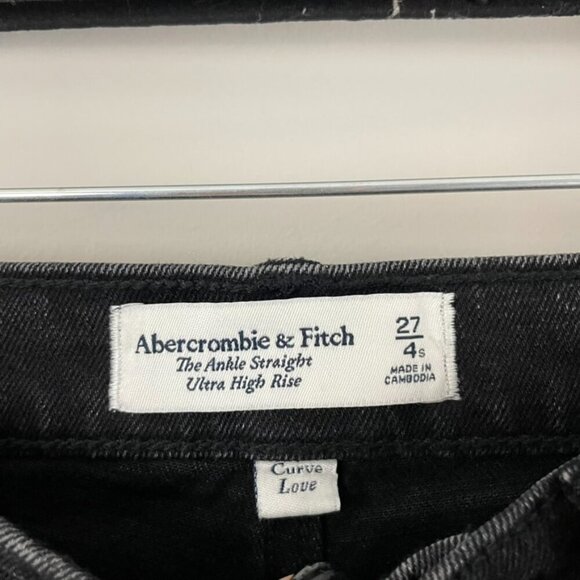 Abercrombie & Fitch
The Ankle Straight
Ultra High Rise
27
4s
MADE IN
CAMBODIA
Curve
Love